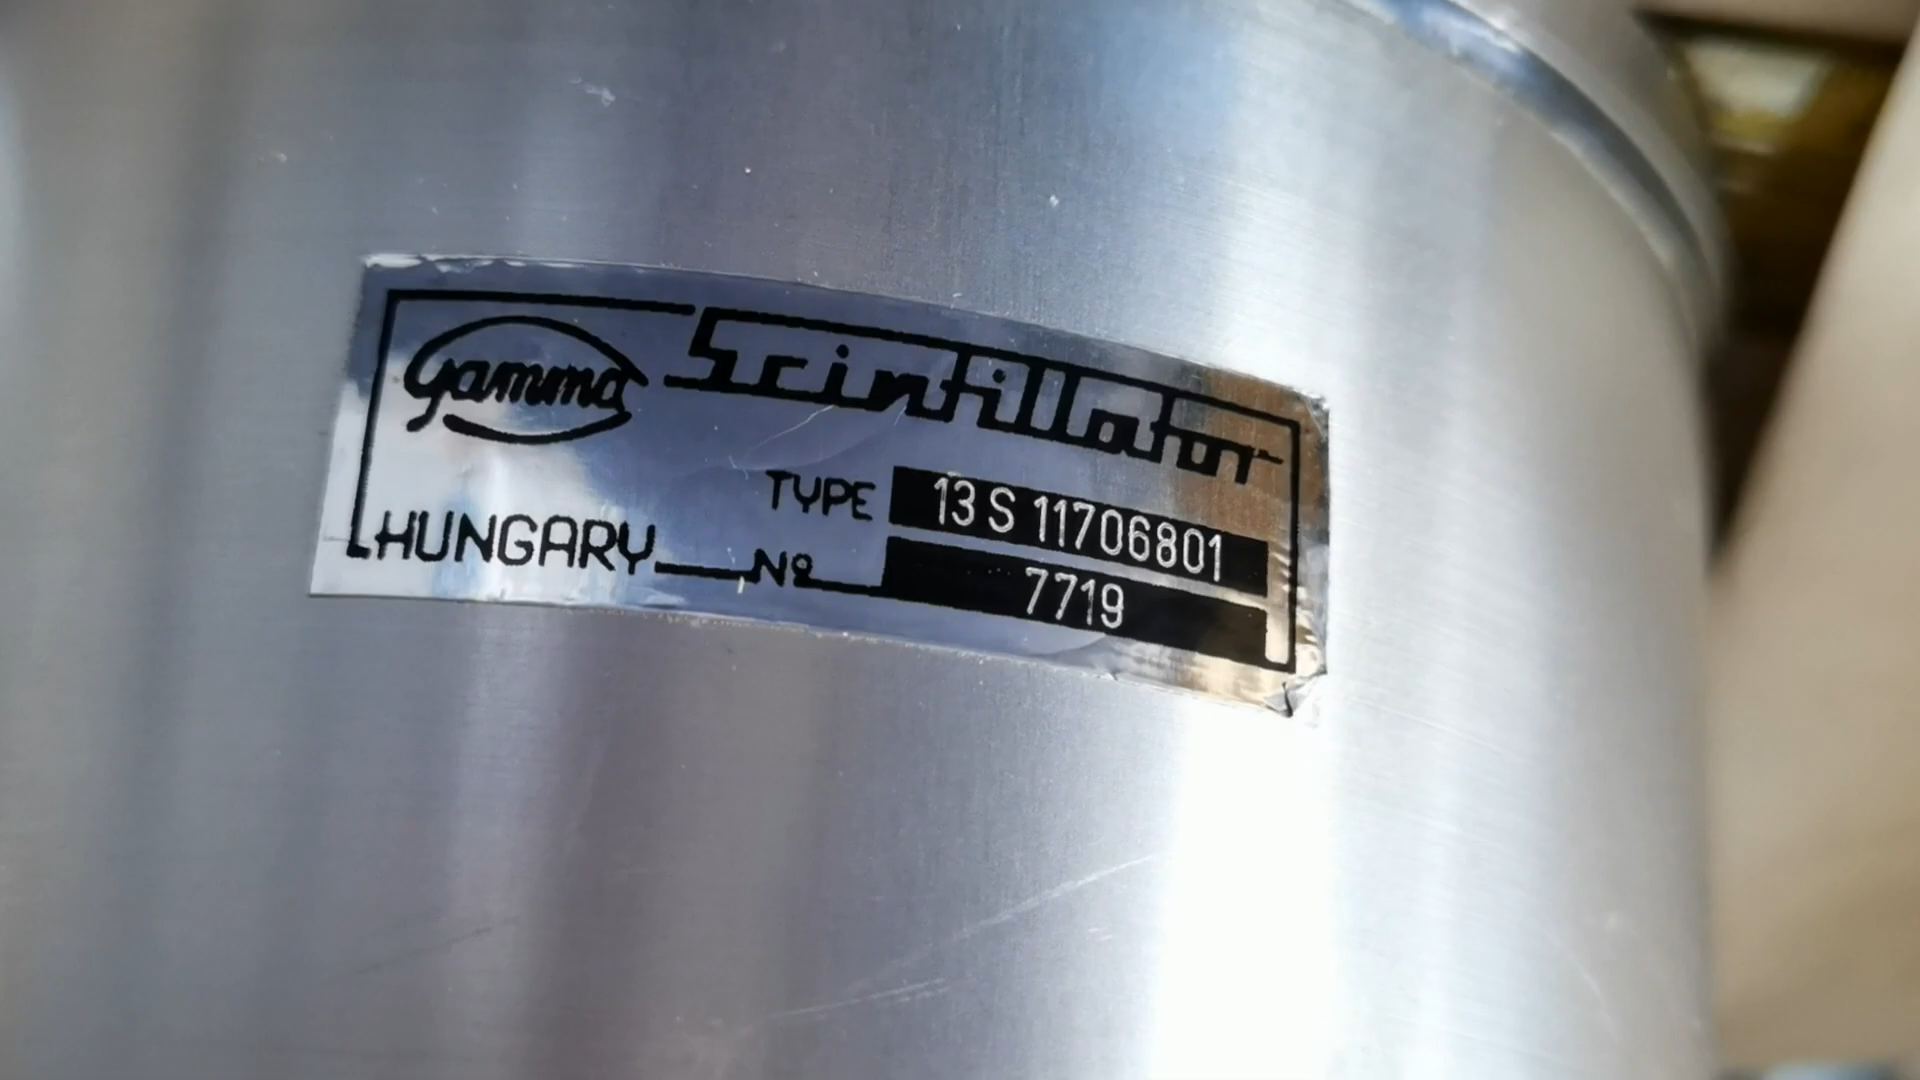 gamma Scintillator
TYPE 13 S 11706801
HUNGARY No 7719